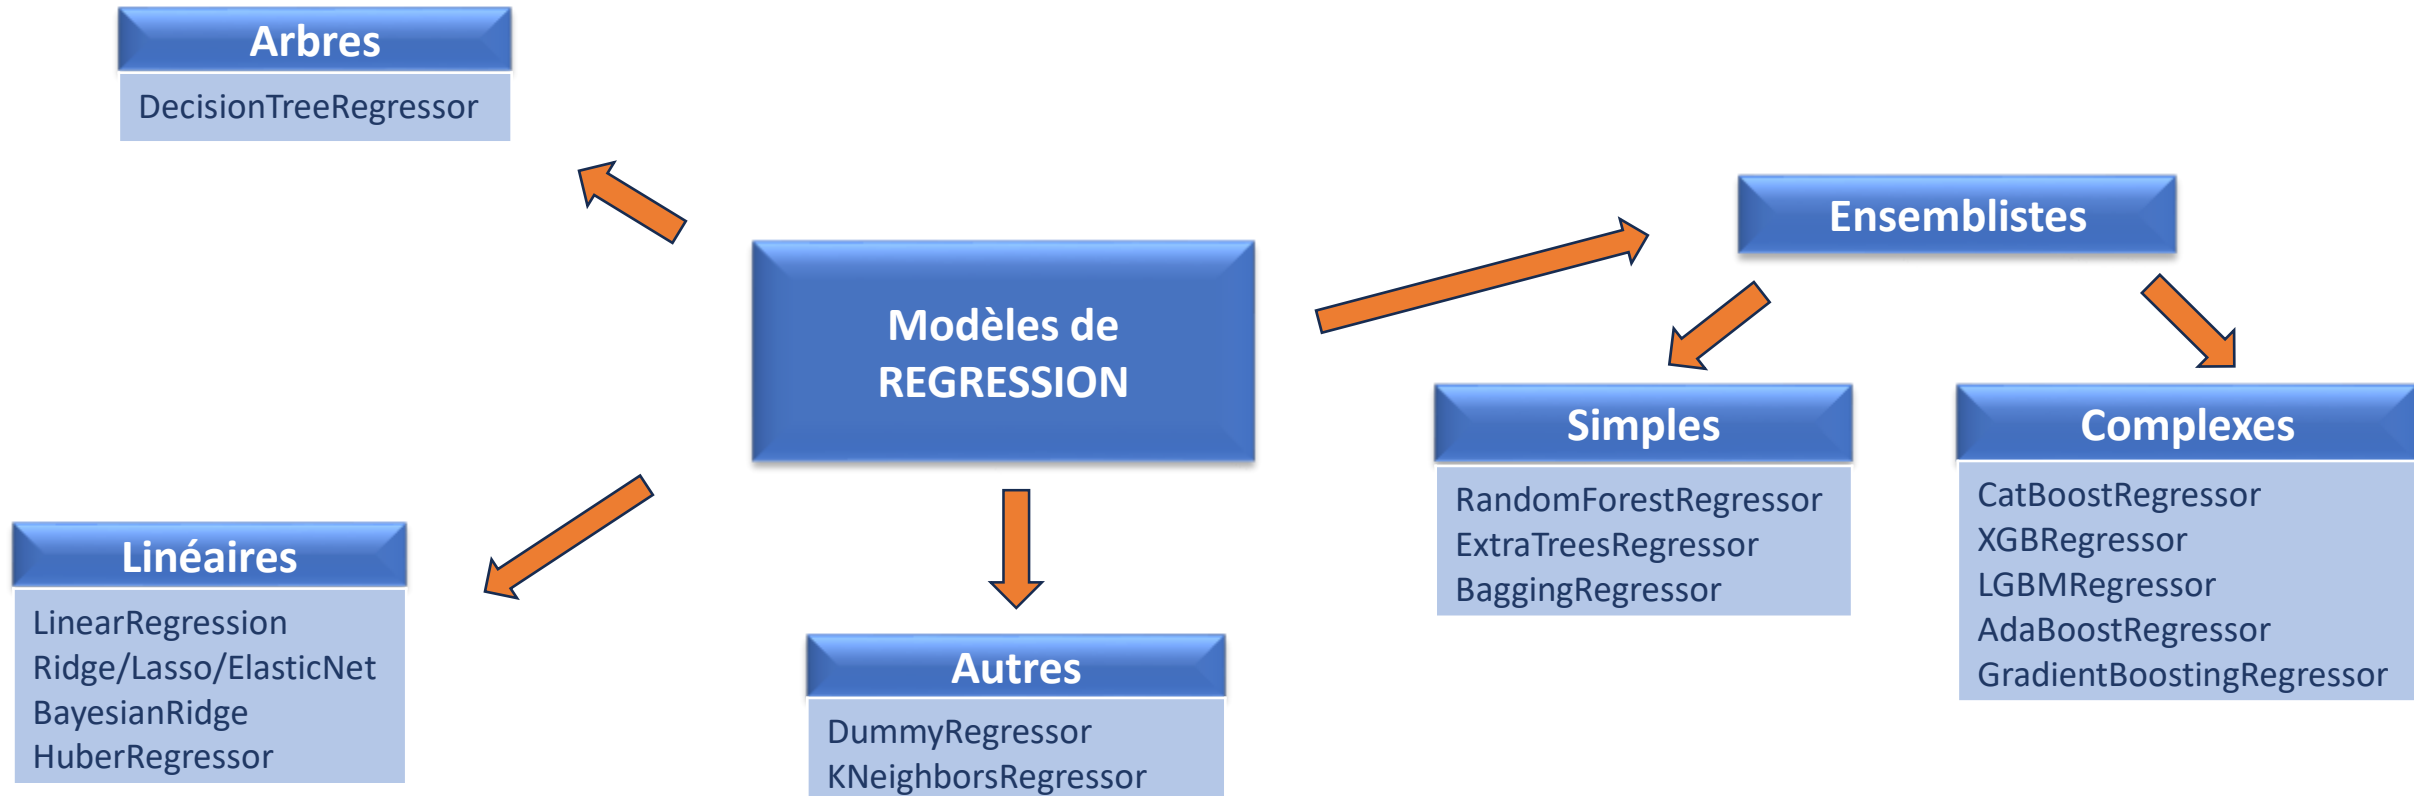 Arbres
DecisionTreeRegressor
Ensemblistes
Modèles de
REGRESSION
Simples
RandomForestRegressor
ExtraTreesRegressor
BaggingRegressor
Complexes
CatBoostRegressor
XGBRegressor
LGBMRegressor
AdaBoostRegressor
GradientBoostingRegressor
Linéaires
LinearRegression
Ridge/Lasso/ElasticNet
BayesianRidge
HuberRegressor
Autres
DummyRegressor
KNeighborsRegressor